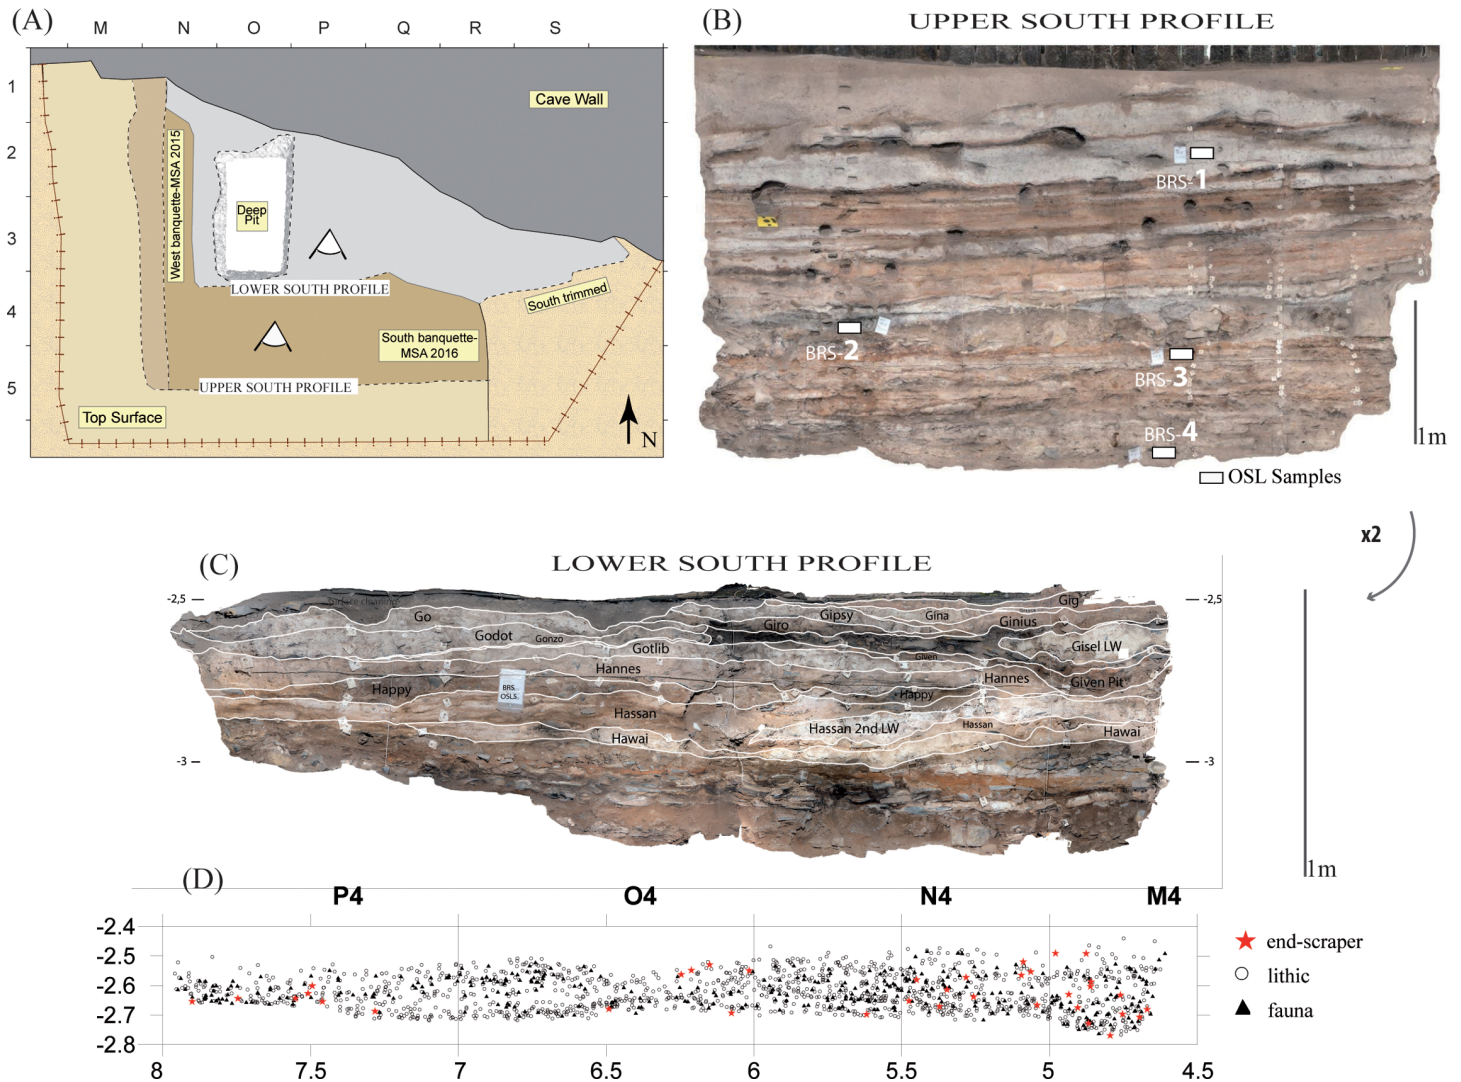 (A)
M N O P Q R S
1
2
3
4
5
Cave Wall
West banquette-MSA 2015
Deep
Pit
LOWER SOUTH PROFILE
South trimmed
South banquette-
MSA 2016
UPPER SOUTH PROFILE
Top Surface
N
(B)
UPPER SOUTH PROFILE
BRS-1
BRS-2
BRS-3
BRS-4
1m
OSL Samples
x2
(C)
LOWER SOUTH PROFILE
-2,5
-2,5
surface cleaning
Go
Godot
Gonzo
Gotlib
Giro
Gipsy
Gina
Ginius
Gig
Gisel LW
Given
Given Pit
Hannes
Hannes
Happy
Happy
BRS
OSL5
Hassan
Hassan 2nd LW
Hassan
Hawai
Hawai
-3
-3
1m
(D)
P4 O4 N4 M4
-2.4
-2.5
-2.6
-2.7
-2.8
8 7.5 7 6.5 6 5.5 5 4.5
end-scraper
lithic
fauna